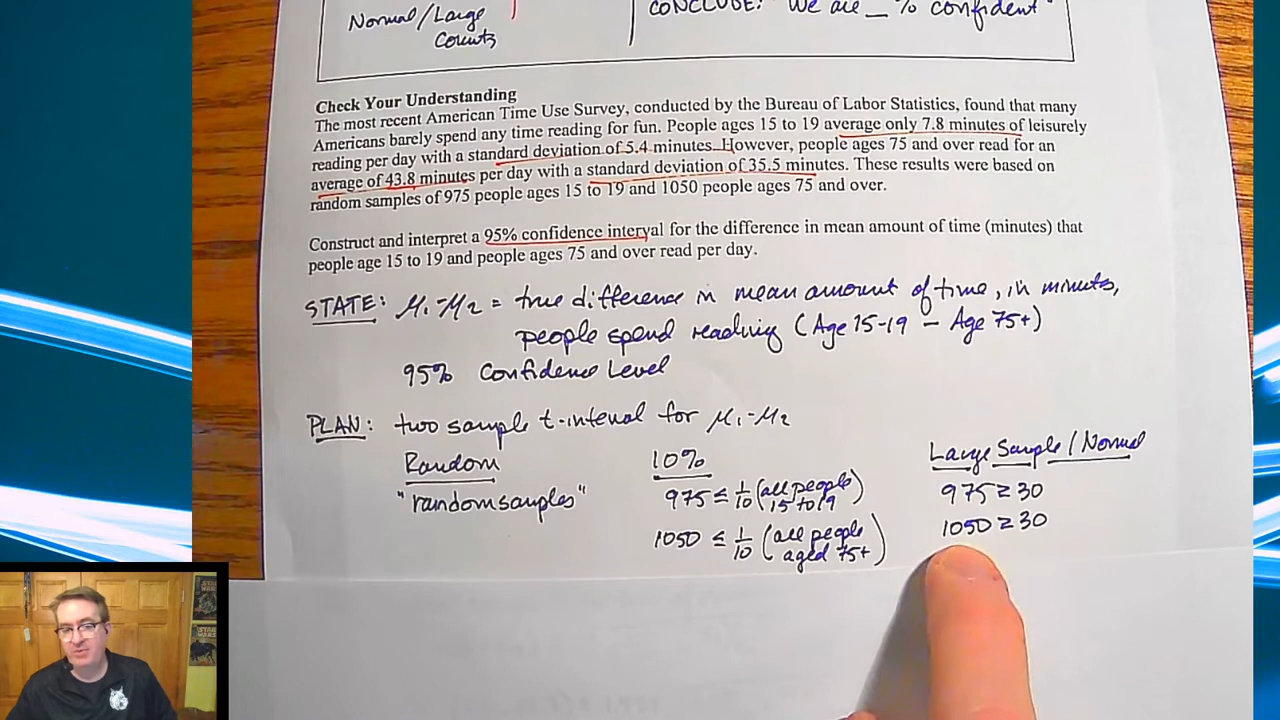 Normal/Large
Counts
CONCLUDE: "We are _ % confident"
Check Your Understanding
The most recent American Time Use Survey, conducted by the Bureau of Labor Statistics, found that many
Americans barely spend any time reading for fun. People ages 15 to 19 average only 7.8 minutes of leisurely
reading per day with a standard deviation of 5.4 minutes. However, people ages 75 and over read for an
average of 43.8 minutes per day with a standard deviation of 35.5 minutes. These results were based on
random samples of 975 people ages 15 to 19 and 1050 people ages 75 and over.
Construct and interpret a 95% confidence interval for the difference in mean amount of time (minutes) that
people age 15 to 19 and people ages 75 and over read per day.
STATE: μ₁-μ₂ = true difference in mean amount of time, in minutes,
people spend reading (Age 15-19 - Age 75+)
95% Confidence Level
PLAN: two sample t-interval for μ₁-μ₂
Random 10% Large Sample/Normal
"random samples" 975 ≤ 1/10 (all people 15 to 19) 975 ≥ 30
1050 ≤ 1/10 (all people aged 75+) 1050 ≥ 30